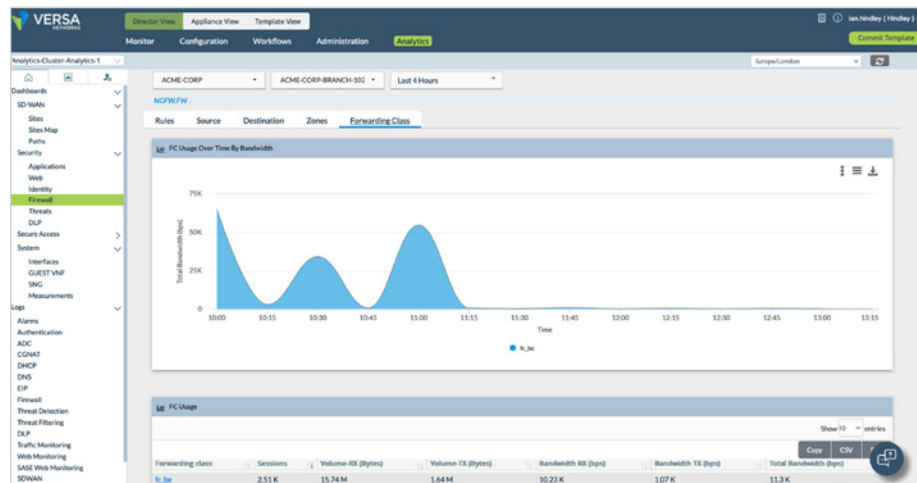 VERSA
NETWORKS
Director View Appliance View Template View
ian.hindley ( Hindley )
Monitor Configuration Workflows Administration Analytics
Commit Template
Analytics-Cluster-Analytics-1
Europe/London
ACME-CORP ACME-CORP-BRANCH-102 Last 4 Hours
NGFW.FW /
Rules Source Destination Zones Forwarding Class
Dashboards
SD-WAN
Sites
Sites Map
Paths
Security
Applications
Web
Identity
Firewall
Threats
DLP
Secure Access
System
Interfaces
GUEST VNF
SNG
Measurements
Logs
Alarms
Authentication
ADC
CGNAT
DHCP
DNS
EIP
Firewall
Threat Detection
Threat Filtering
DLP
Traffic Monitoring
Web Monitoring
SASE Web Monitoring
SDWAN
FC Usage Over Time By Bandwidth
75K
50K
25K
0
Total Bandwidth (bps)
10:00 10:15 10:30 10:45 11:00 11:15 11:30 11:45 12:00 12:15 12:30 12:45 13:00 13:15
Time
fc_be
FC Usage
Show 10 entries
Copy CSV
Forwarding class Sessions Volume-RX (Bytes) Volume-TX (Bytes) Bandwidth RX (bps) Bandwidth TX (bps) Total Bandwidth (bps)
fc_be 2.51 K 15.74 M 1.64 M 10.23 K 1.07 K 11.3 K